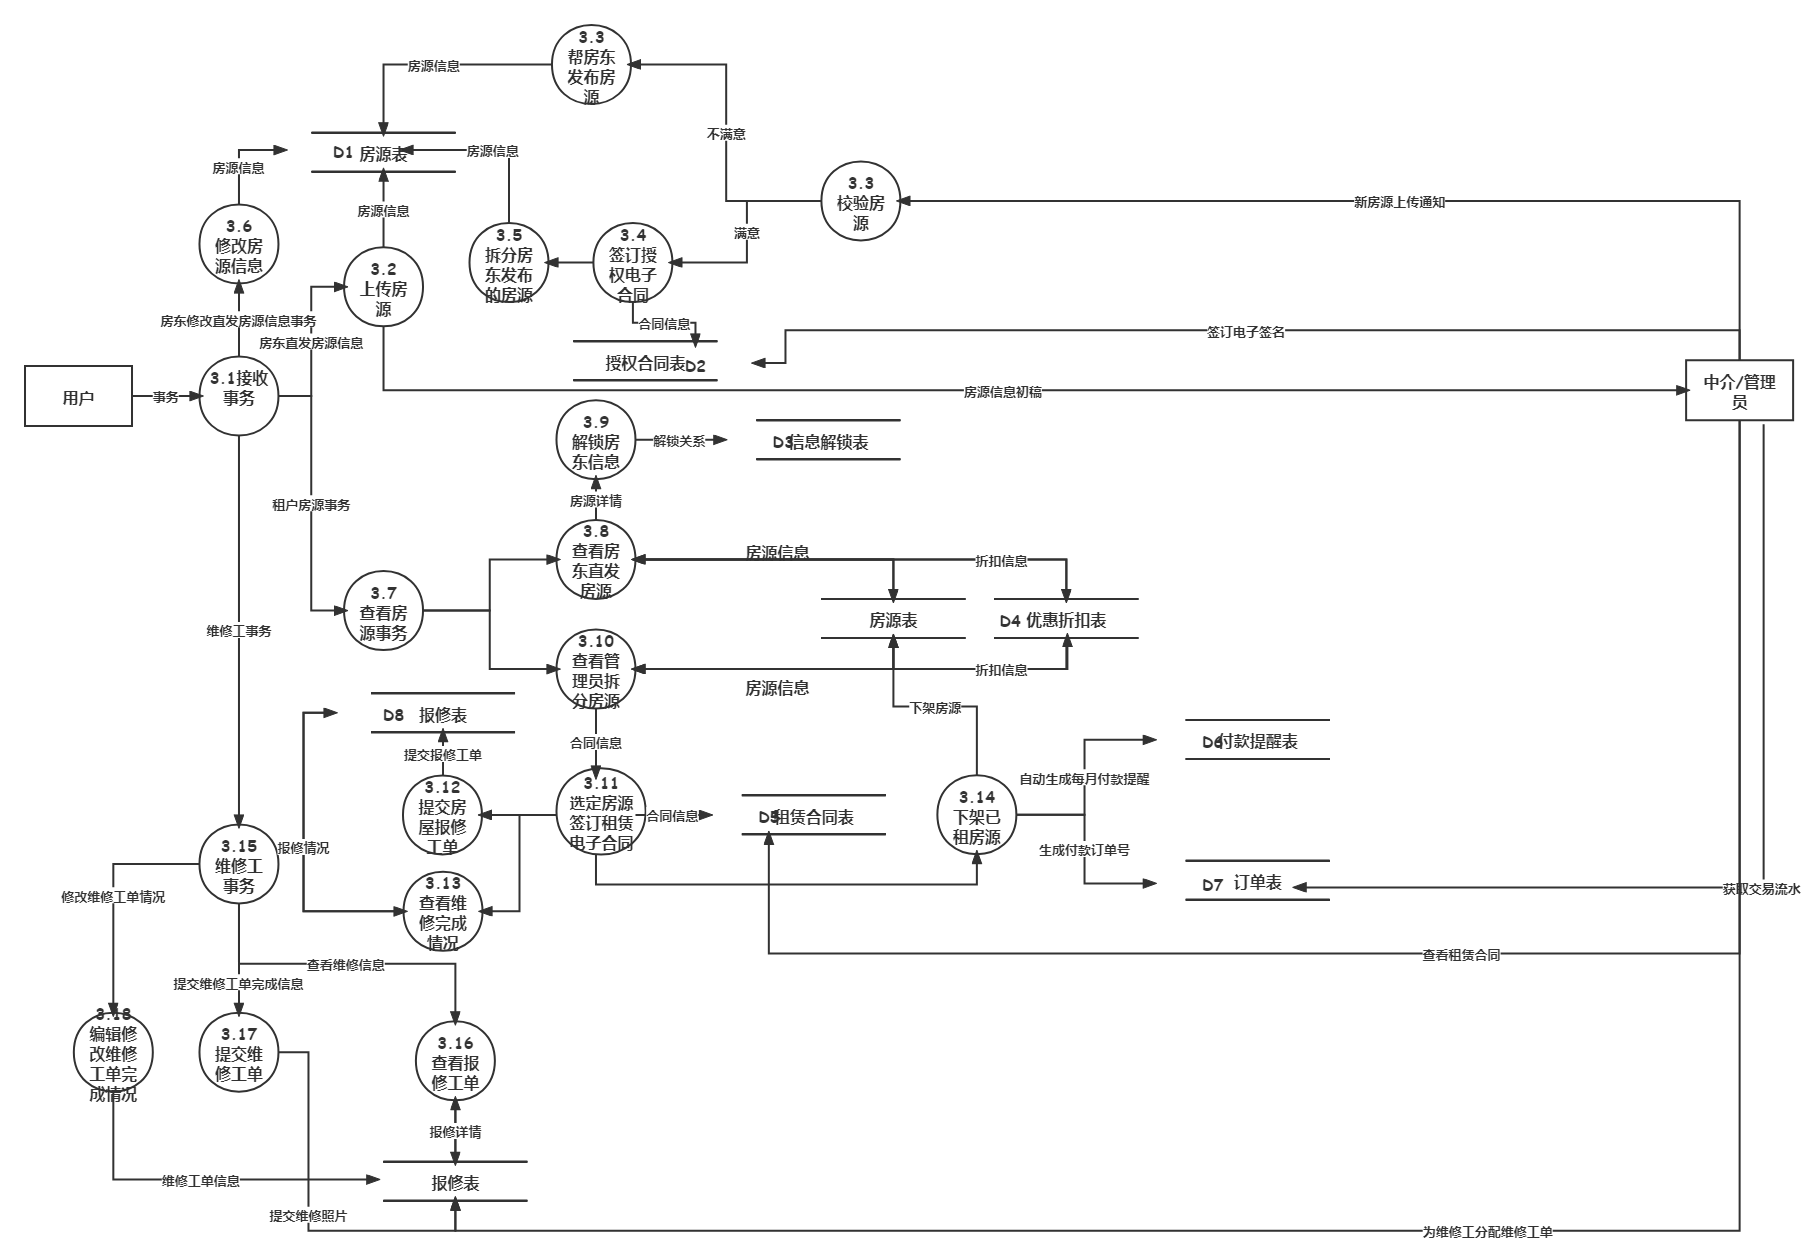 3.3
帮房东
发布房
源
房源信息
不满意
D1 房源表
房源信息
房源信息
3.3
校验房
源
新房源上传通知
房源信息
满意
3.6
修改房
源信息
3.5
拆分房
东发布
的房源
3.4
签订授
权电子
合同
3.2
上传房
源
房东修改直发房源信息事务
合同信息
签订电子签名
房东直发房源信息
授权合同表D2
用户
事务
3.1接收
事务
房源信息初稿
中介/管理
员
3.9
解锁房
东信息
解锁关系
D3信息解锁表
房源详情
租户房源事务
3.8
查看房
东直发
房源
房源信息
折扣信息
3.7
查看房
源事务
房源表
D4 优惠折扣表
维修工事务
3.10
查看管
理员拆
分房源
折扣信息
房源信息
下架房源
D8 报修表
合同信息
提交报修工单
D6付款提醒表
自动生成每月付款提醒
3.12
提交房
屋报修
工单
3.11
选定房源
签订租赁
电子合同
合同信息
D5租赁合同表
3.14
下架已
租房源
生成付款订单号
3.15
维修工
事务
报修情况
3.13
查看维
修完成
情况
D7 订单表
获取交易流水
修改维修工单情况
查看租赁合同
查看维修信息
提交维修工单完成信息
3.18
编辑修
改维修
工单完
成情况
3.17
提交维
修工单
3.16
查看报
修工单
报修详情
维修工单信息
报修表
提交维修照片
为维修工分配维修工单